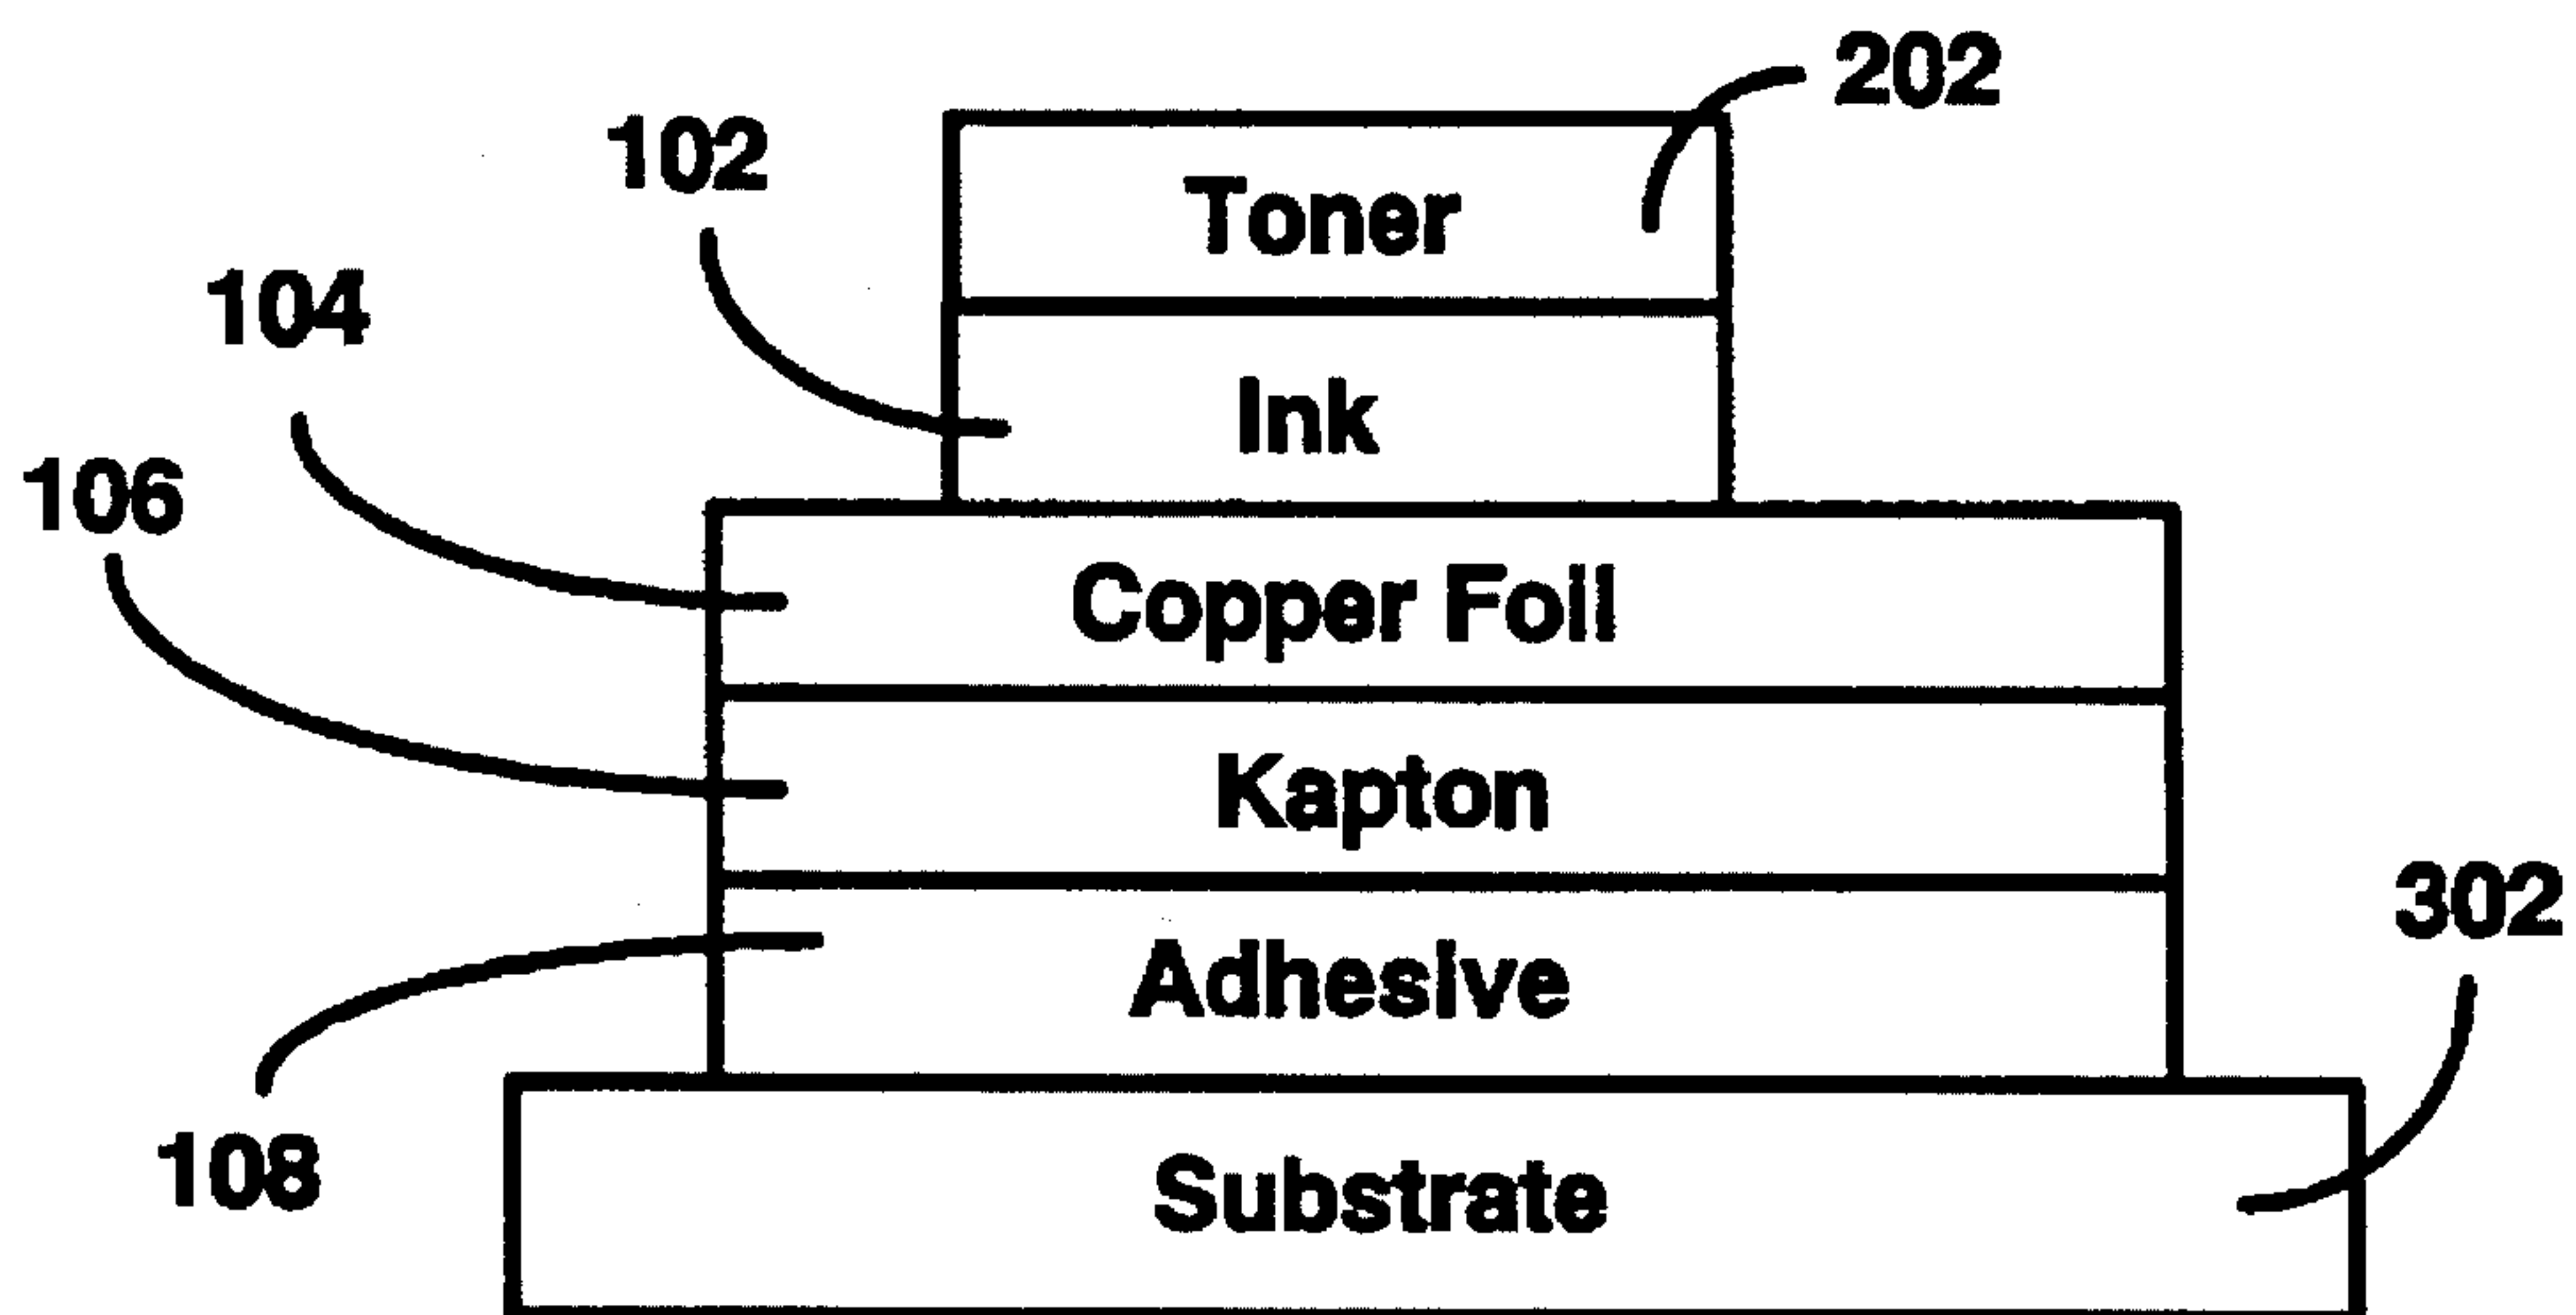 202
102
Toner
104
Ink
106
Copper Foil
Kapton
302
Adhesive
108
Substrate